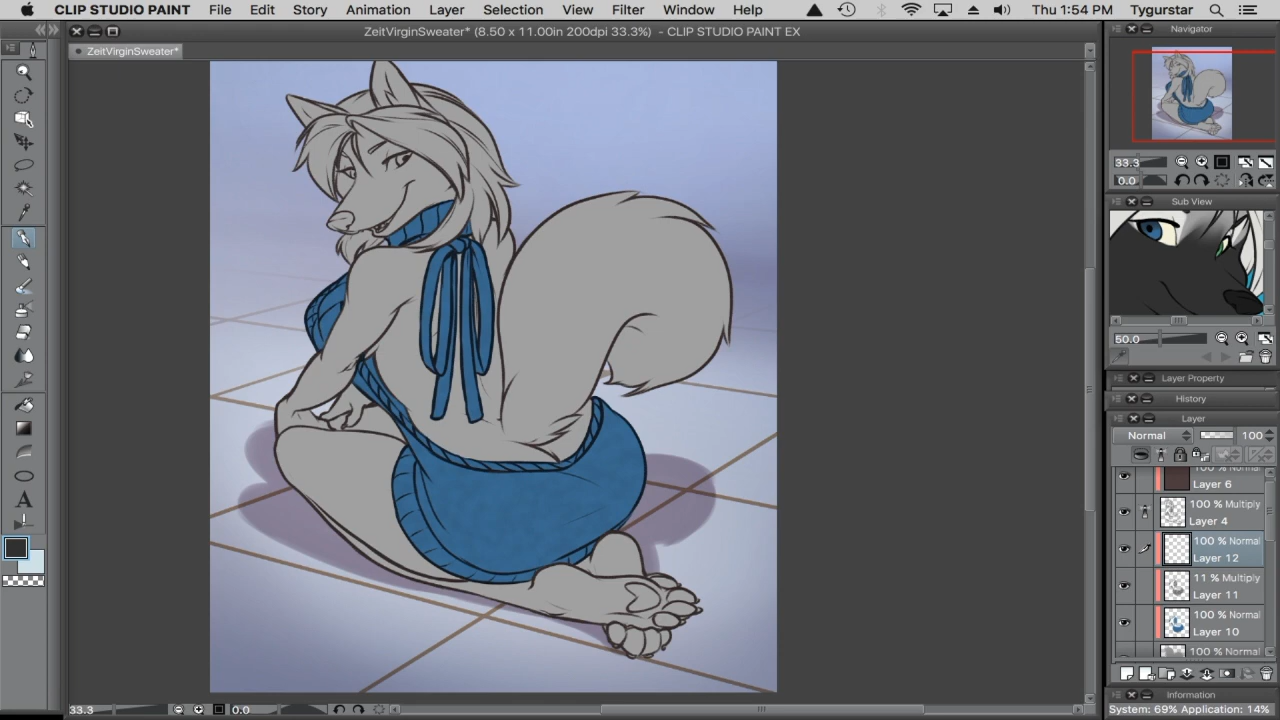 CLIP STUDIO PAINT File Edit Story Animation Layer Selection View Filter Window Help Thu 1:54 PM Tygurstar
ZeitVirginSweater* (8.50 x 11.00in 200dpi 33.3%) - CLIP STUDIO PAINT EX
Navigator
ZeitVirginSweater*
33.3
0.0
Sub View
50.0
Layer Property
History
Layer
Normal 100
100 % Normal
Layer 6
100 % Multiply
Layer 4
100 % Normal
Layer 12
11 % Multiply
Layer 11
100 % Normal
Layer 10
100 % Normal
Information
33.3 0.0
System: 69% Application: 14%